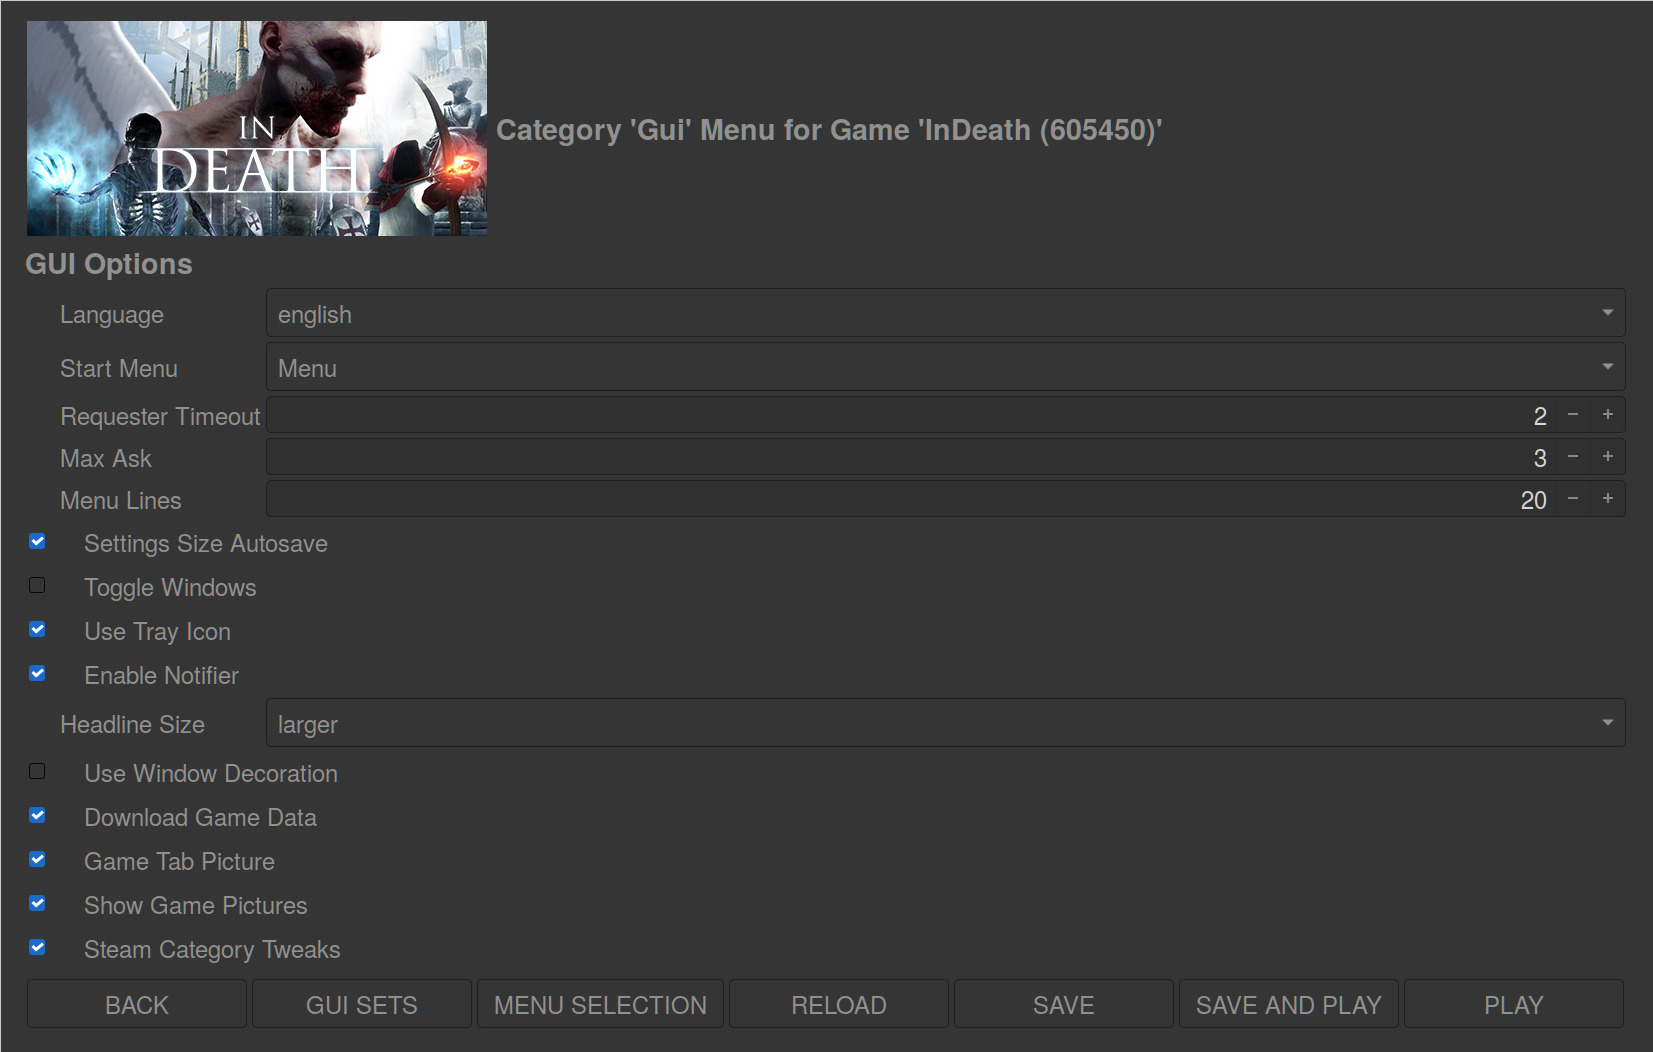 IN
DEATH
Category 'Gui' Menu for Game 'InDeath (605450)'
GUI Options
Language english
Start Menu Menu
Requester Timeout 2 − +
Max Ask 3 − +
Menu Lines 20 − +
Settings Size Autosave
Toggle Windows
Use Tray Icon
Enable Notifier
Headline Size larger
Use Window Decoration
Download Game Data
Game Tab Picture
Show Game Pictures
Steam Category Tweaks
BACK GUI SETS MENU SELECTION RELOAD SAVE SAVE AND PLAY PLAY